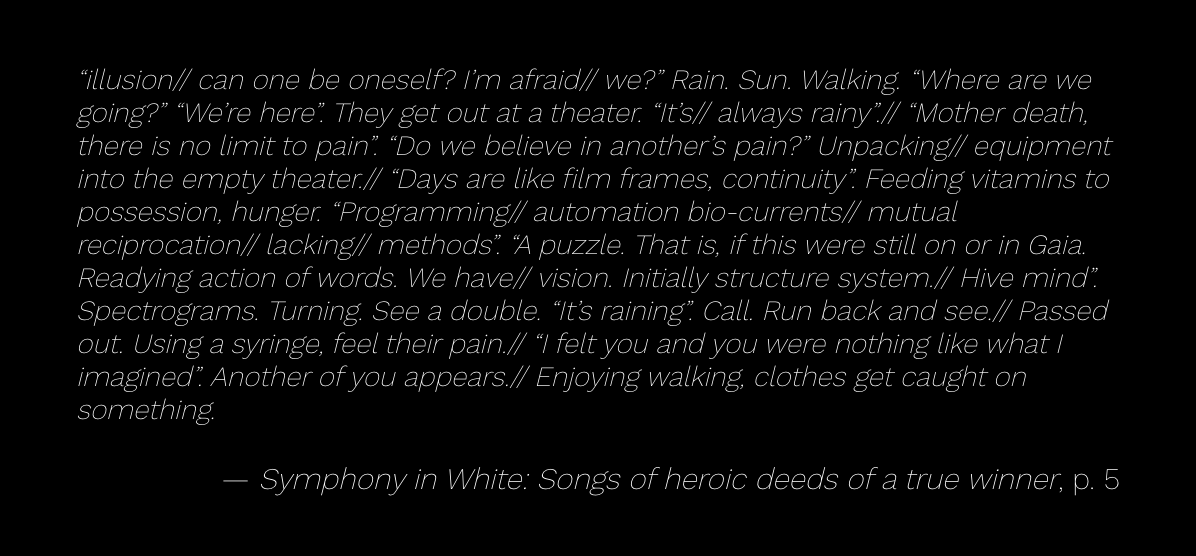 “illusion// can one be oneself? I’m afraid// we?” Rain. Sun. Walking. “Where are we
going?” “We’re here”. They get out at a theater. “It’s// always rainy”.// “Mother death,
there is no limit to pain”. “Do we believe in another’s pain?” Unpacking// equipment
into the empty theater.// “Days are like film frames, continuity”. Feeding vitamins to
possession, hunger. “Programming// automation bio-currents// mutual
reciprocation// lacking// methods”. “A puzzle. That is, if this were still on or in Gaia.
Readying action of words. We have// vision. Initially structure system.// Hive mind”.
Spectrograms. Turning. See a double. “It’s raining”. Call. Run back and see.// Passed
out. Using a syringe, feel their pain.// “I felt you and you were nothing like what I
imagined”. Another of you appears.// Enjoying walking, clothes get caught on
something.
— Symphony in White: Songs of heroic deeds of a true winner, p. 5